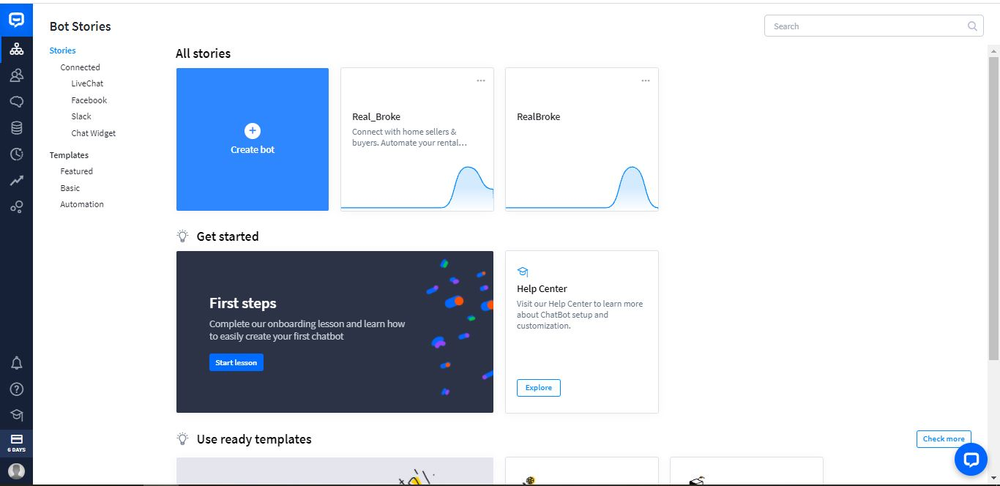 Bot Stories
Search
Stories
Connected
LiveChat
Facebook
Slack
Chat Widget
Templates
Featured
Basic
Automation
All stories
Create bot
Real_Broke
Connect with home sellers &
buyers. Automate your rental…
RealBroke
Get started
First steps
Complete our onboarding lesson and learn how
to easily create your first chatbot
Start lesson
Help Center
Visit our Help Center to learn more
about ChatBot setup and
customization.
Explore
Use ready templates
Check more
6 DAYS